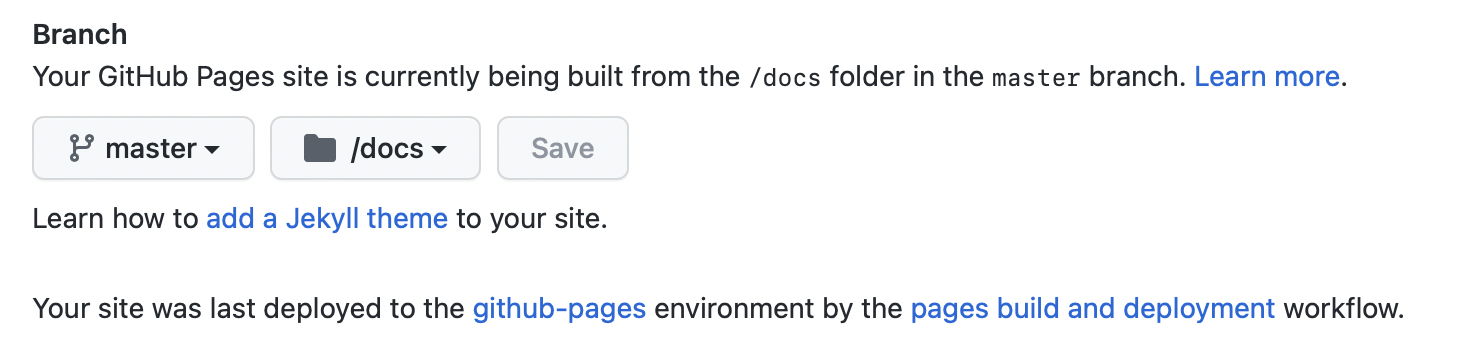 Branch
Your GitHub Pages site is currently being built from the /docs folder in the master branch. Learn more.
master /docs Save
Learn how to add a Jekyll theme to your site.
Your site was last deployed to the github-pages environment by the pages build and deployment workflow.